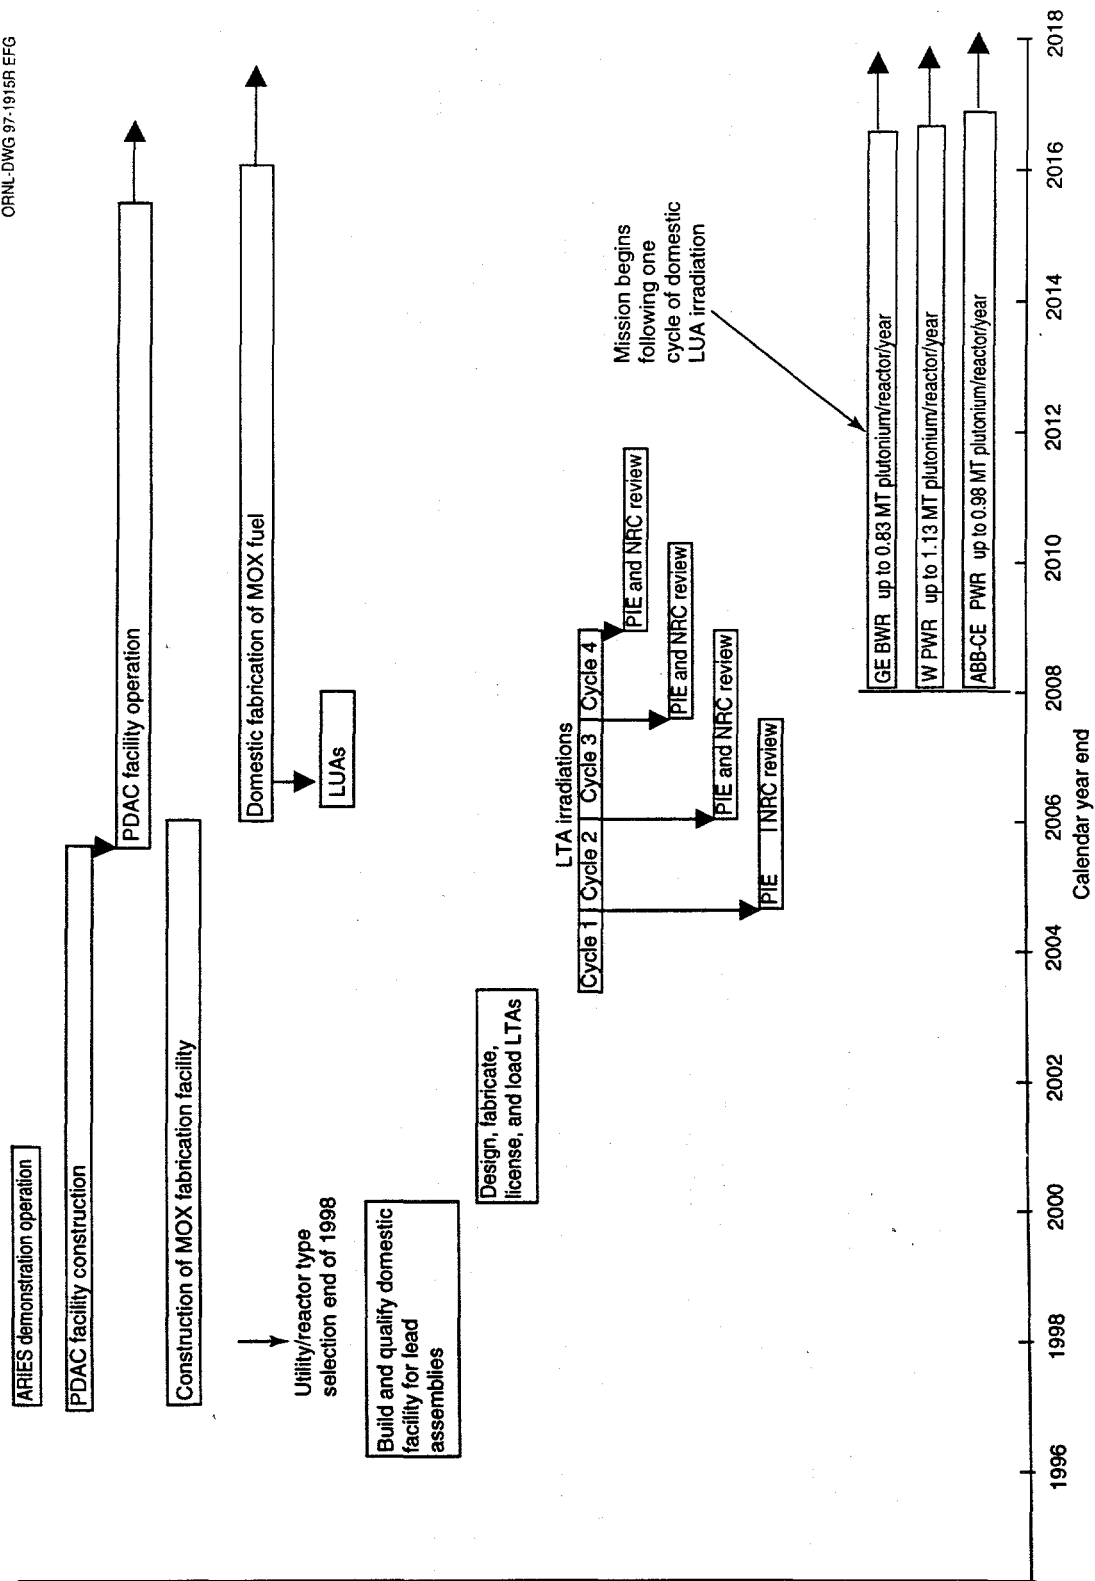 ORNL-DWG 97-1915R EFG
ARIES demonstration operation
PDAC facility construction
PDAC facility operation
Construction of MOX fabrication facility
Domestic fabrication of MOX fuel
LUAs
Utility/reactor type
selection end of 1998
Build and qualify domestic
facility for lead
assemblies
Design, fabricate,
license, and load LTAs
LTA irradiations
Cycle 1 Cycle 2 Cycle 3 Cycle 4
PIE and NRC review
PIE and NRC review
PIE and NRC review
PIE NRC review
Mission begins
following one
cycle of domestic
LUA irradiation
GE BWR up to 0.83 MT plutonium/reactor/year
W PWR up to 1.13 MT plutonium/reactor/year
ABB-CE PWR up to 0.98 MT plutonium/reactor/year
1996 1998 2000 2002 2004 2006 2008 2010 2012 2014 2016 2018
Calendar year end